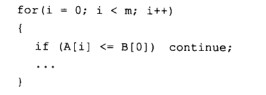 for(i = 0; i < m; i++)
{
if (A[i] <= B[0]) continue;
...
}